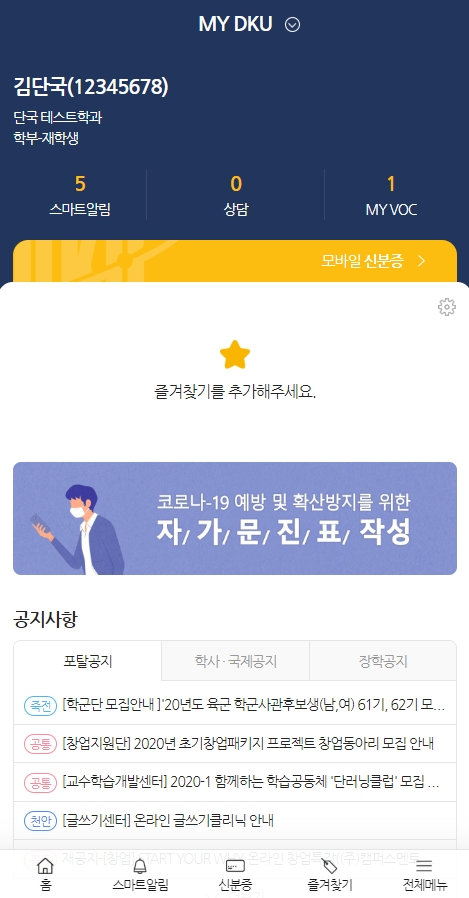 MY DKU
김단국(12345678)
단국 테스트학과
학부-재학생
5
0
1
스마트알림
상담
MY VOC
모바일 신분증
즐겨찾기를 추가해주세요.
코로나-19 예방 및 확산방지를 위한
자/ 가/ 문/ 진/ 표/ 작성
공지사항
포탈공지
학사 · 국제공지
장학공지
죽전 [학군단 모집안내 ]'20년도 육군 학군사관후보생(남,여) 61기, 62기 모...
공통 [창업지원단] 2020년 초기창업패키지 프로젝트 창업동아리 모집 안내
공통 [교수학습개발센터] 2020-1 함께하는 학습공동체 '단러닝클럽' 모집 ...
천안 [글쓰기센터] 온라인 글쓰기클리닉 안내
START YOUR 온라인
홈
스마트알림
신분증
즐겨찾기
전체메뉴